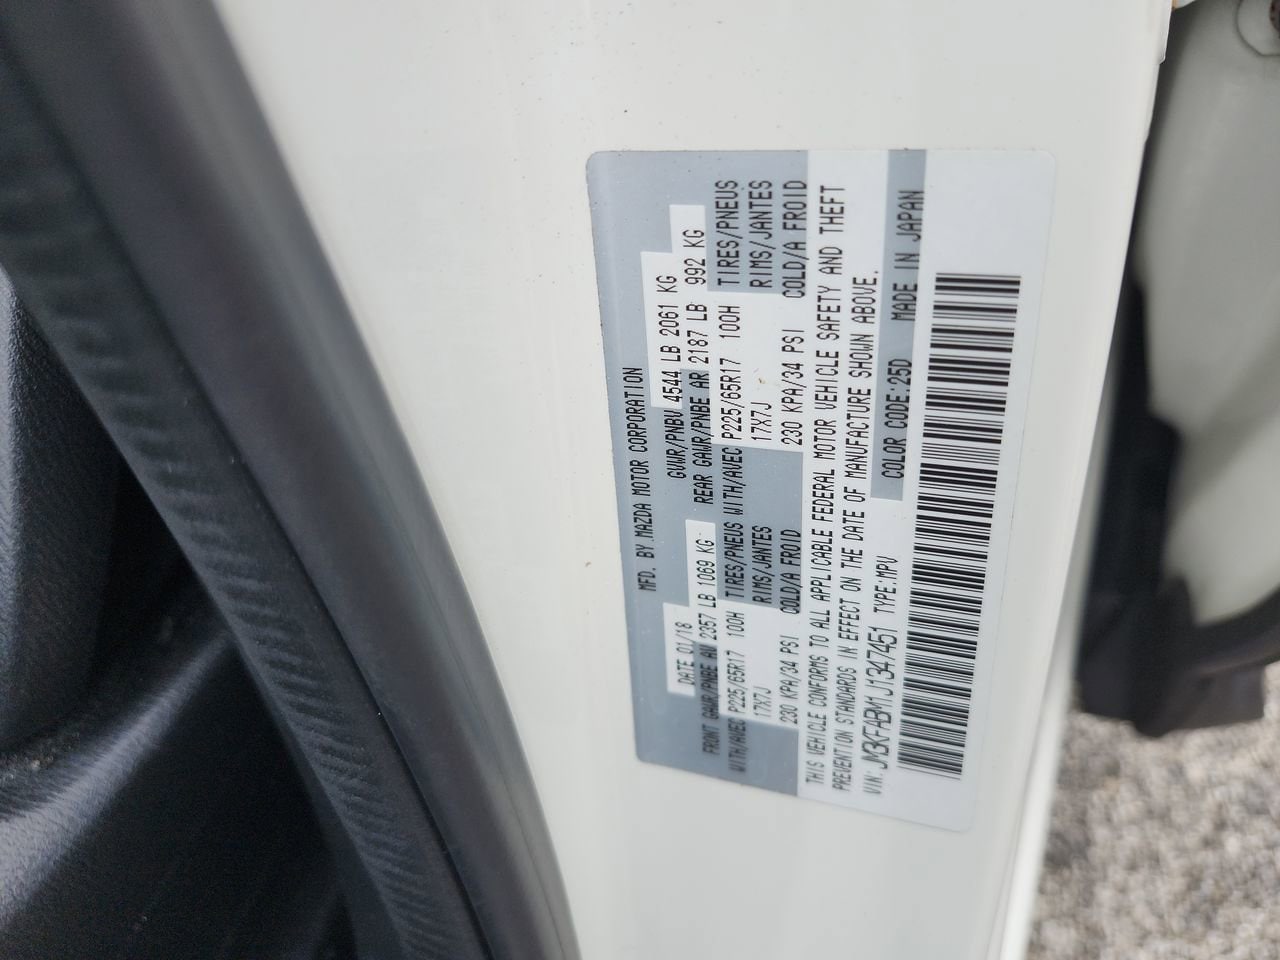 MFD. BY MAZDA MOTOR CORPORATION
DATE 01/18 GVWR/PNBV 4544 LB 2061 KG
FRONT GAWR/PNBE AV 2357 LB 1069 KG REAR GAWR/PNBE AR 2187 LB 992 KG
WITH/AVEC P225/65R17 100H TIRES/PNEUS WITH/AVEC P225/65R17 100H TIRES/PNEUS
17X7J RIMS/JANTES 17X7J RIMS/JANTES
230 KPA/34 PSI COLD/A FROID 230 KPA/34 PSI COLD/A FROID
THIS VEHICLE CONFORMS TO ALL APPLICABLE FEDERAL MOTOR VEHICLE SAFETY AND THEFT
PREVENTION STANDARDS IN EFFECT ON THE DATE OF MANUFACTURE SHOWN ABOVE.
VIN: JM3KFABM1J1347451 TYPE:MPV COLOR CODE:25D MADE IN JAPAN